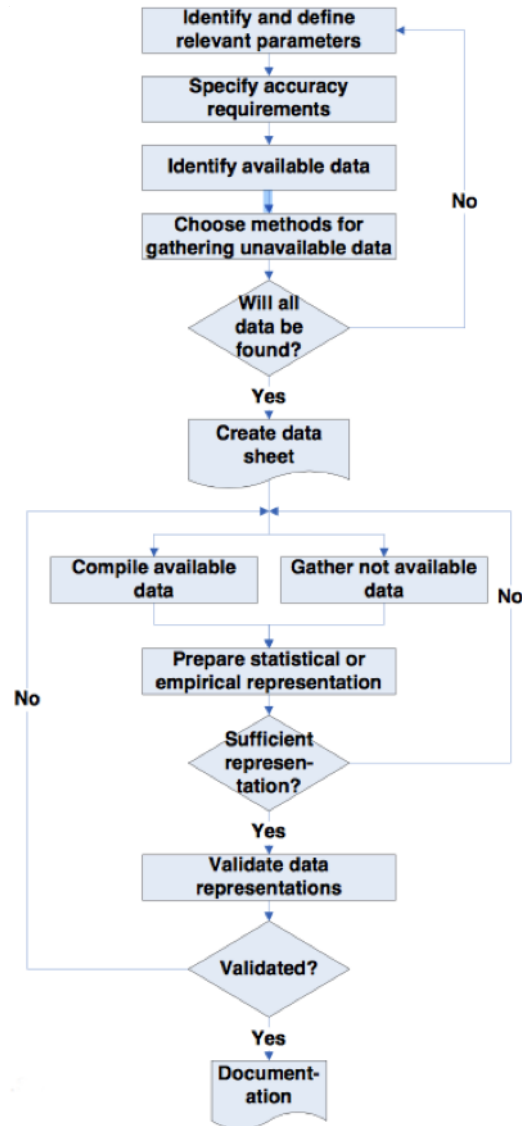 Identify and define
relevant parameters
Specify accuracy
requirements
Identify available data
No
Choose methods for
gathering unavailable data
Will all
data be
found?
Yes
Create data
sheet
Compile available
data
Gather not available
data
No
Prepare statistical or
empirical representation
No
Sufficient
represen-
tation?
Yes
Validate data
representations
Validated?
Yes
Document-
ation